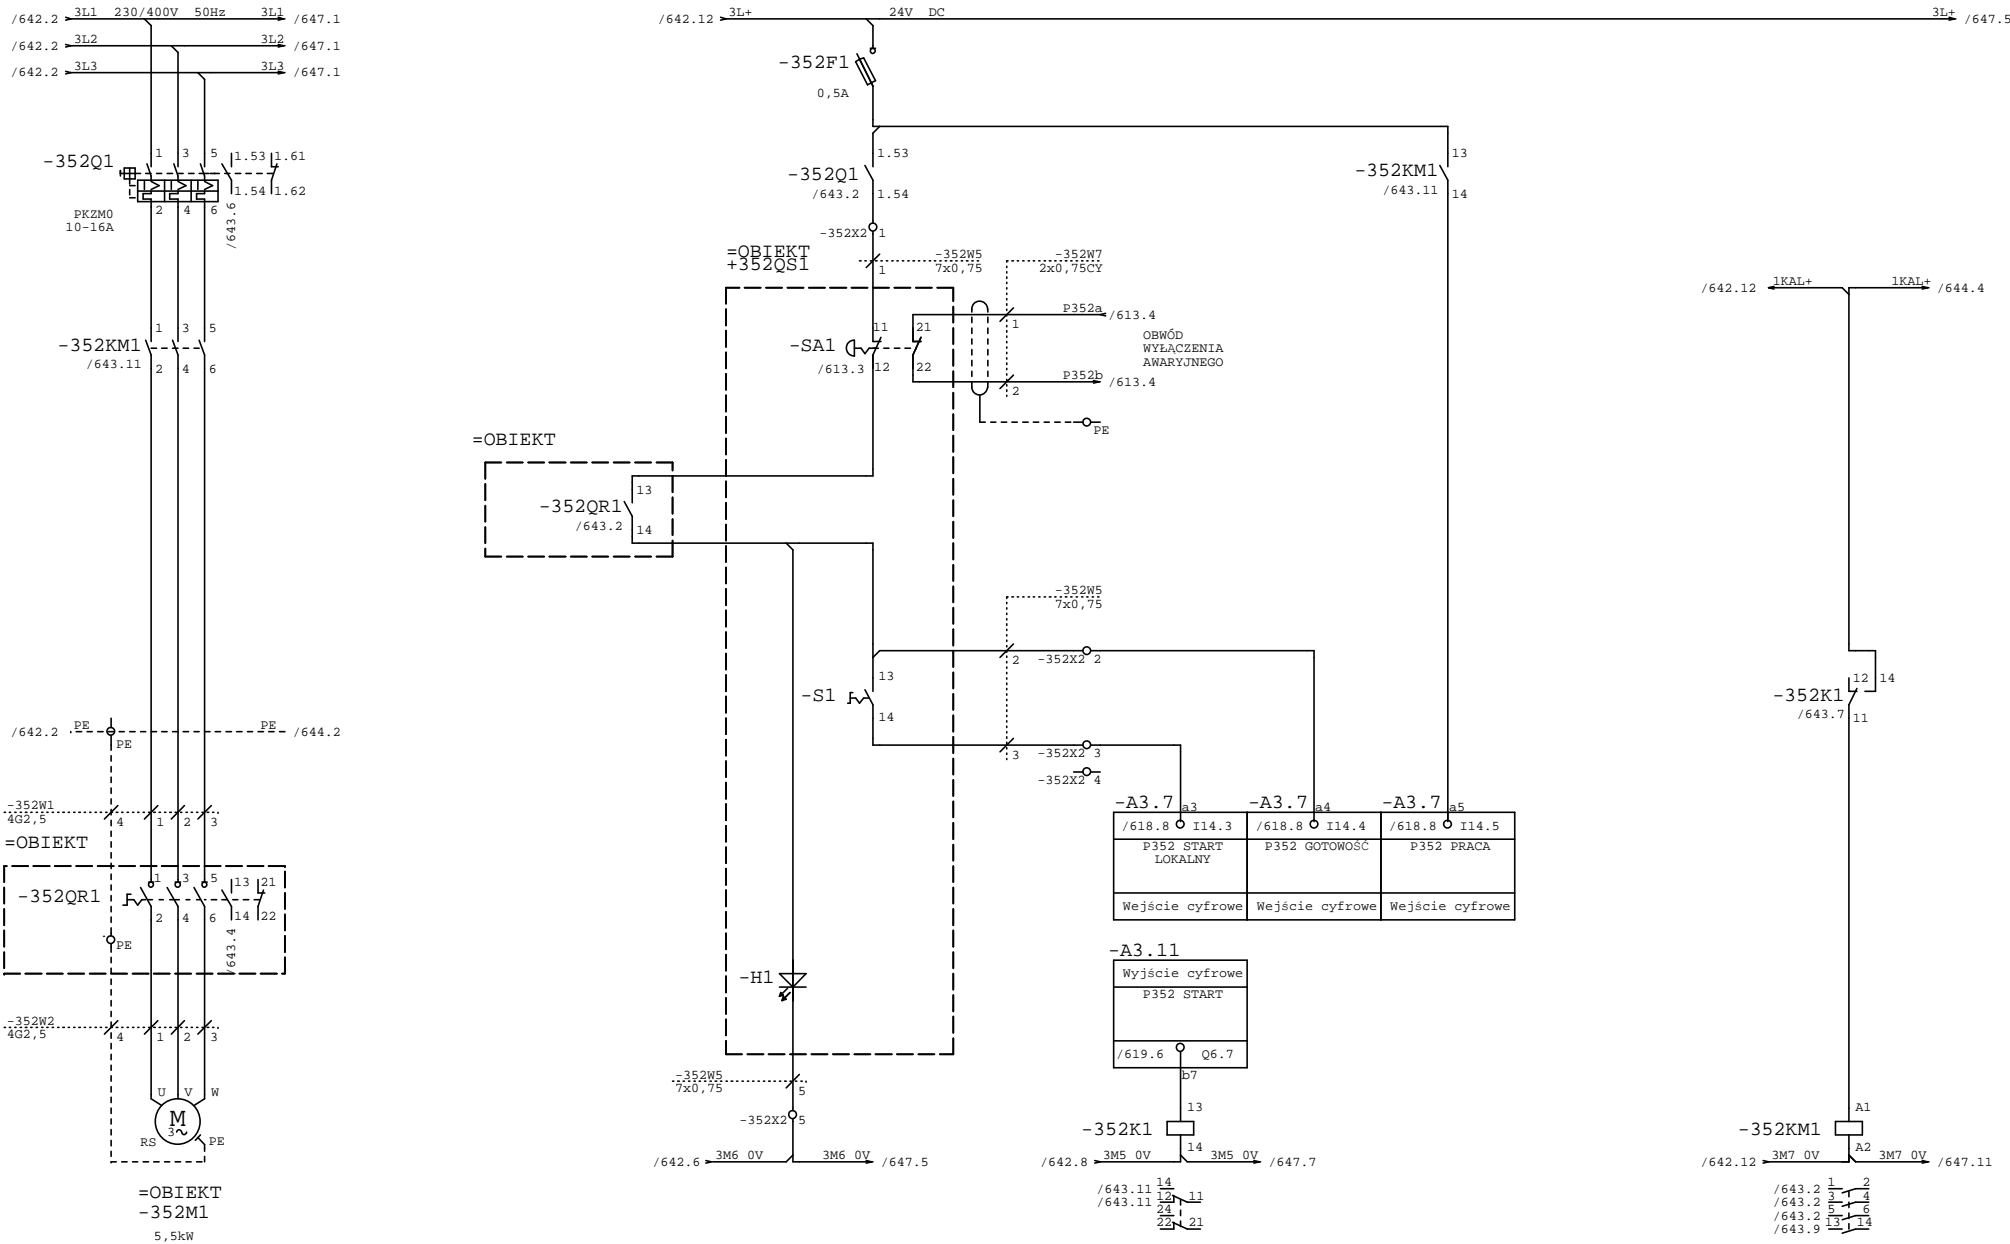 /642.2 3L1 230/400V 50Hz 3L1 /647.1
/642.2 3L2 3L2 /647.1
/642.2 3L3 3L3 /647.1
/642.12 3L+ 24V DC 3L+ /647.5
-352F1
0,5A
-352Q1
1 3 5 1.53 1.61
1.54 1.62
2 4 6
/643.6
PKZM0
10-16A
-352Q1
/643.2
1.53
1.54
-352X2 1
-352KM1
/643.11
13
14
=OBIEKT
+352QS1
-352W5
7x0,75
1
-352W7
2x0,75CY
P352a /613.4
1
OBWÓD
WYŁĄCZENIA
AWARYJNEGO
P352b /613.4
2
PE
-SA1
/613.3
11 21
12 22
-352KM1
/643.11
1 3 5
2 4 6
/642.12 1KAL+ 1KAL+ /644.4
=OBIEKT
-352QR1
/643.2
13
14
-352W5
7x0,75
2 -352X2 2
-S1
13
14
3 -352X2 3
-352X2 4
-352K1
/643.7
12 14
11
/642.2 PE PE /644.2
PE
-352W1
4G2,5
4 1 2 3
=OBIEKT
-352QR1
1 3 5 13 21
2 4 6 14 22
/643.4
PE
-352W2
4G2,5
4 1 2 3
U V W
M
3~
RS PE
=OBIEKT
-352M1
5,5kW
-A3.7 a3 -A3.7 a4 -A3.7 a5
/618.8 I14.3 /618.8 I14.4 /618.8 I14.5
P352 START
LOKALNY
P352 GOTOWOŚĆ
P352 PRACA
Wejście cyfrowe Wejście cyfrowe Wejście cyfrowe
-A3.11
Wyjście cyfrowe
P352 START
/619.6 Q6.7
b7
-H1
-352W5
7x0,75
5
-352X2 5
/642.6 3M6 0V 3M6 0V /647.5
-352K1
13
14
/642.8 3M5 0V 3M5 0V /647.7
14
/643.11 12 11
/643.11
24
22 21
-352KM1
A1
A2
/642.12 3M7 0V 3M7 0V /647.11
/643.2 1 2
/643.2 3 4
/643.2 5 6
/643.9 13 14